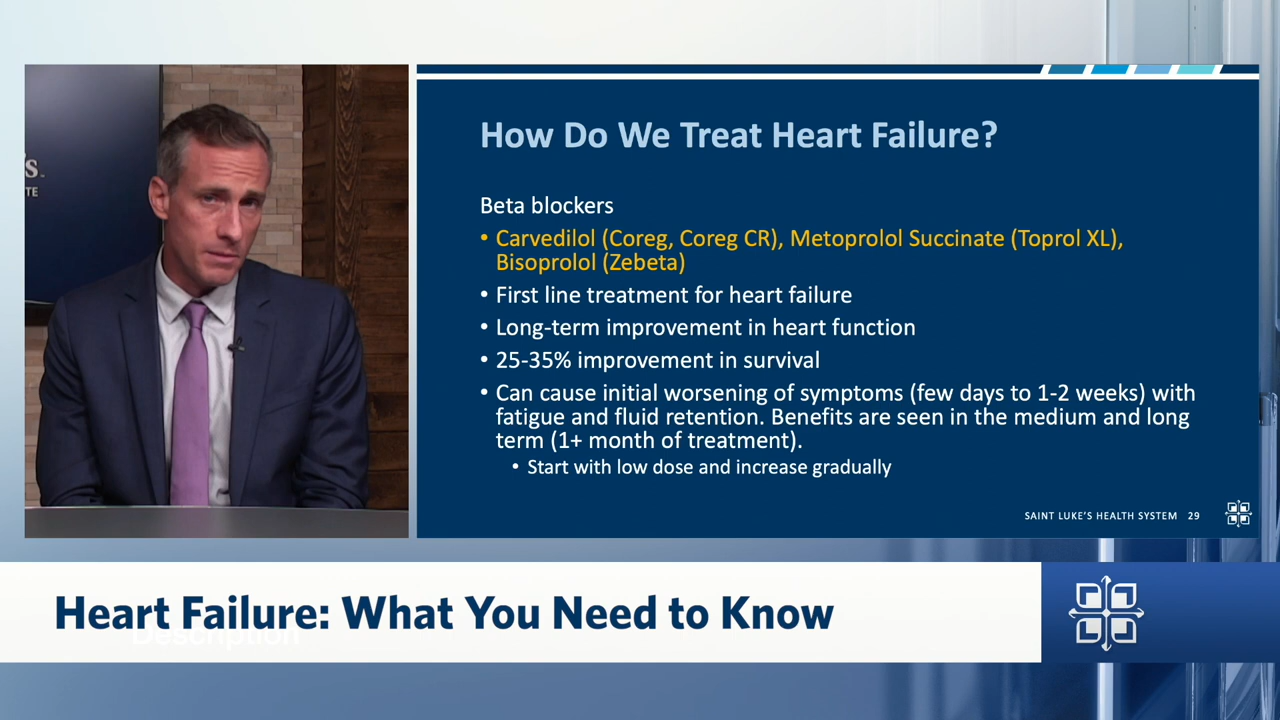 's
TE
How Do We Treat Heart Failure?
Beta blockers
• Carvedilol (Coreg, Coreg CR), Metoprolol Succinate (Toprol XL),
Bisoprolol (Zebeta)
• First line treatment for heart failure
• Long-term improvement in heart function
• 25-35% improvement in survival
• Can cause initial worsening of symptoms (few days to 1-2 weeks) with
fatigue and fluid retention. Benefits are seen in the medium and long
term (1+ month of treatment).
• Start with low dose and increase gradually
SAINT LUKE'S HEALTH SYSTEM 29
Heart Failure: What You Need to Know
Description